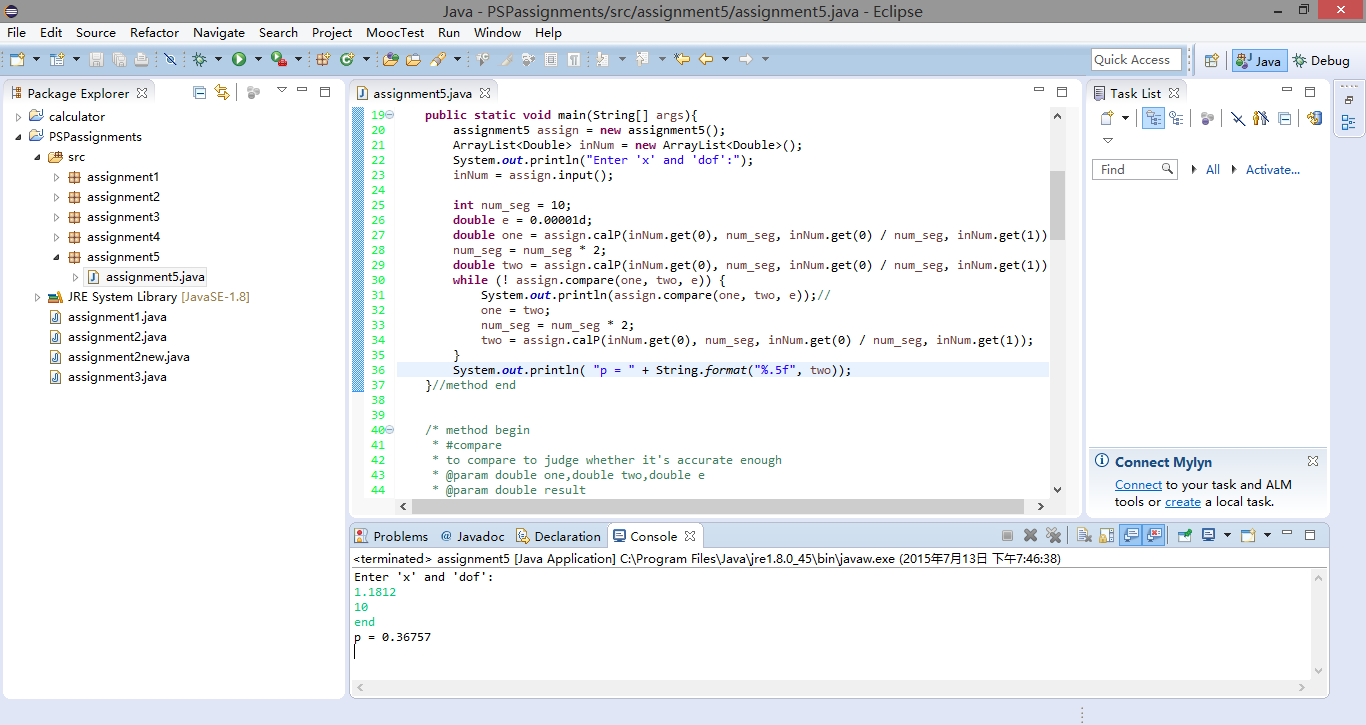 Java - PSPassignments/src/assignment5/assignment5.java - Eclipse
File Edit Source Refactor Navigate Search Project MoocTest Run Window Help
Quick Access
Java
Debug
Package Explorer
calculator
PSPassignments
src
assignment1
assignment2
assignment3
assignment4
assignment5
assignment5.java
JRE System Library [JavaSE-1.8]
assignment1.java
assignment2.java
assignment2new.java
assignment3.java
assignment5.java
19 public static void main(String[] args){
20 assignment5 assign = new assignment5();
21 ArrayList<Double> inNum = new ArrayList<Double>();
22 System.out.println("Enter 'x' and 'dof':");
23 inNum = assign.input();
24
25 int num_seg = 10;
26 double e = 0.00001d;
27 double one = assign.calP(inNum.get(0), num_seg, inNum.get(0) / num_seg, inNum.get(1))
28 num_seg = num_seg * 2;
29 double two = assign.calP(inNum.get(0), num_seg, inNum.get(0) / num_seg, inNum.get(1))
30 while (! assign.compare(one, two, e)) {
31 System.out.println(assign.compare(one, two, e));//
32 one = two;
33 num_seg = num_seg * 2;
34 two = assign.calP(inNum.get(0), num_seg, inNum.get(0) / num_seg, inNum.get(1));
35 }
36 System.out.println( "p = " + String.format("%.5f", two));
37 }//method end
38
39
40 /* method begin
41 * #compare
42 * to compare to judge whether it's accurate enough
43 * @param double one,double two,double e
44 * @param double result
Task List
Find
All
Activate...
Connect Mylyn
Connect to your task and ALM
tools or create a local task.
Problems
@ Javadoc
Declaration
Console
<terminated> assignment5 [Java Application] C:\Program Files\Java\jre1.8.0_45\bin\javaw.exe (2015年7月13日 下午7:46:38)
Enter 'x' and 'dof':
1.1812
10
end
p = 0.36757